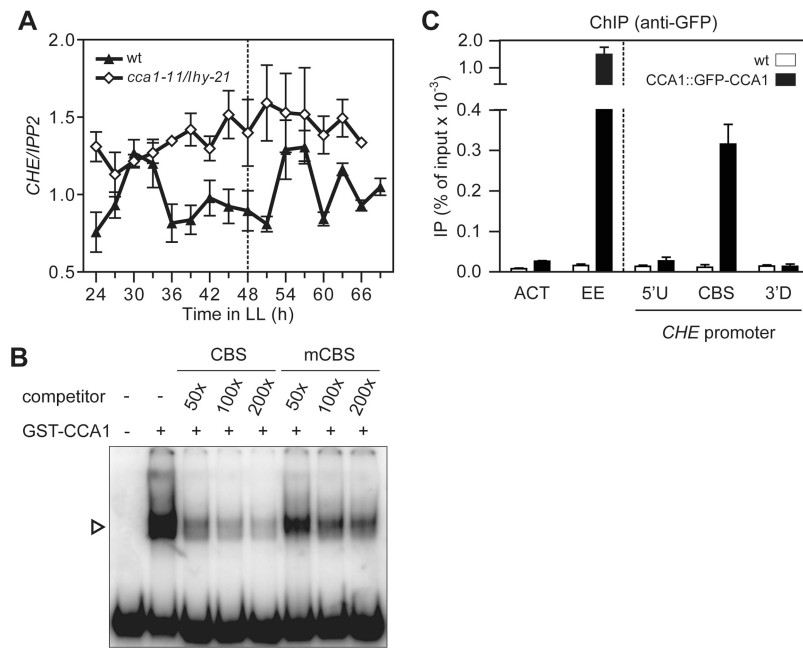 A
wt
cca1-11/lhy-21
2.0
1.5
1.0
0.5
CHE/IPP2
24 30 36 42 48 54 60 66
Time in LL (h)
C
ChIP (anti-GFP)
wt
CCA1::GFP-CCA1
2.0
1.0
0.4
0.3
0.2
0.1
0.0
IP (% of input x 10⁻³)
ACT EE 5'U CBS 3'D
CHE promoter
B
CBS mCBS
competitor - - 50x 100x 200x 50x 100x 200x
GST-CCA1 - + + + + + + +